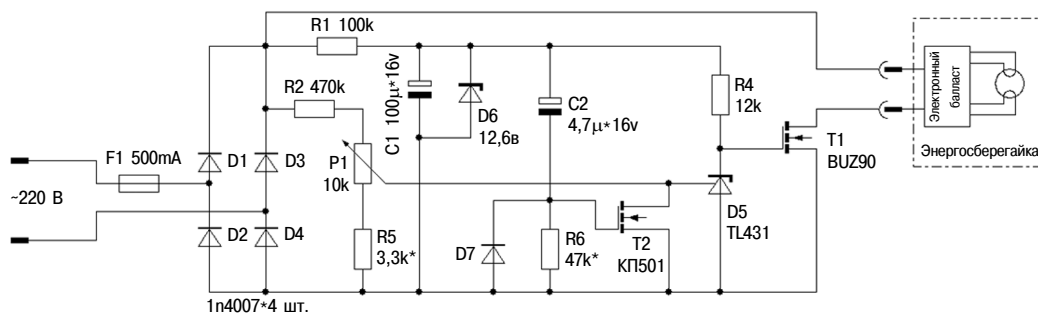 R1 100k
R2 470k
C1 100µ*16v
D6
12,6в
C2
4,7µ*16v
R4
12k
T1
BUZ90
Электронный
балласт
Энергосберегайка
F1 500mA
D1
D3
P1
10k
~220 В
D2
D4
R5
3,3k*
D7
R6
47k*
T2
КП501
D5
TL431
1n4007*4 шт.